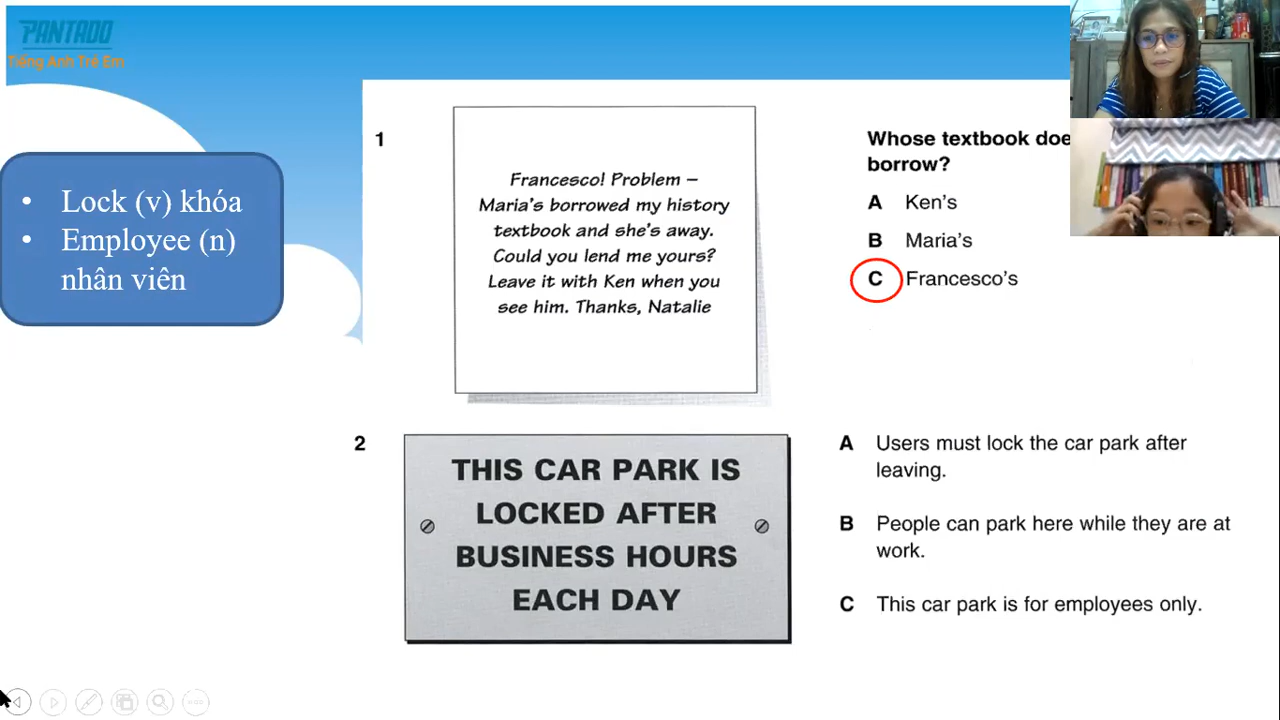 PANTADO
Tiếng Anh Trẻ Em
• Lock (v) khóa
• Employee (n)
nhân viên
1
Francesco! Problem –
Maria's borrowed my history
textbook and she's away.
Could you lend me yours?
Leave it with Ken when you
see him. Thanks, Natalie
Whose textbook doe
borrow?
A Ken's
B Maria's
C Francesco's
2
THIS CAR PARK IS
LOCKED AFTER
BUSINESS HOURS
EACH DAY
A Users must lock the car park after
leaving.
B People can park here while they are at
work.
C This car park is for employees only.